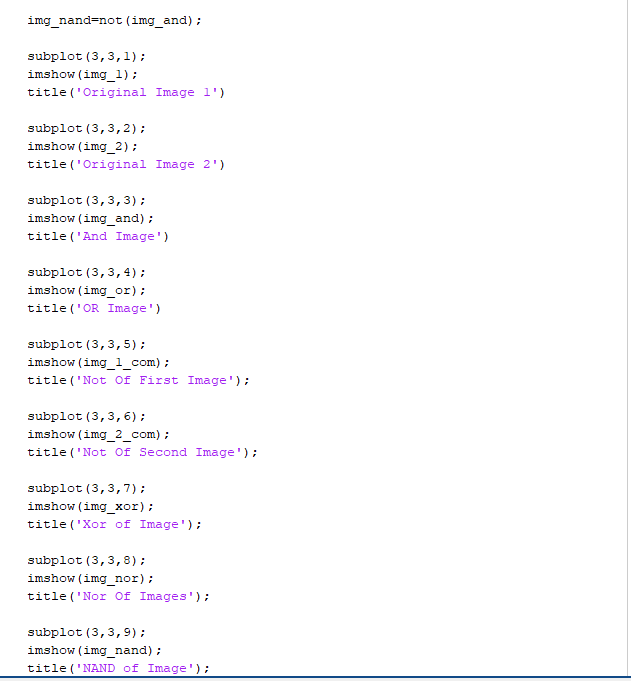 img_nand=not(img_and);
subplot(3,3,1);
imshow(img_1);
title('Original Image 1')
subplot(3,3,2);
imshow(img_2);
title('Original Image 2')
subplot(3,3,3);
imshow(img_and);
title('And Image')
subplot(3,3,4);
imshow(img_or);
title('OR Image')
subplot(3,3,5);
imshow(img_1_com);
title('Not Of First Image');
subplot(3,3,6);
imshow(img_2_com);
title('Not Of Second Image');
subplot(3,3,7);
imshow(img_xor);
title('Xor of Image');
subplot(3,3,8);
imshow(img_nor);
title('Nor Of Images');
subplot(3,3,9);
imshow(img_nand);
title('NAND of Image');